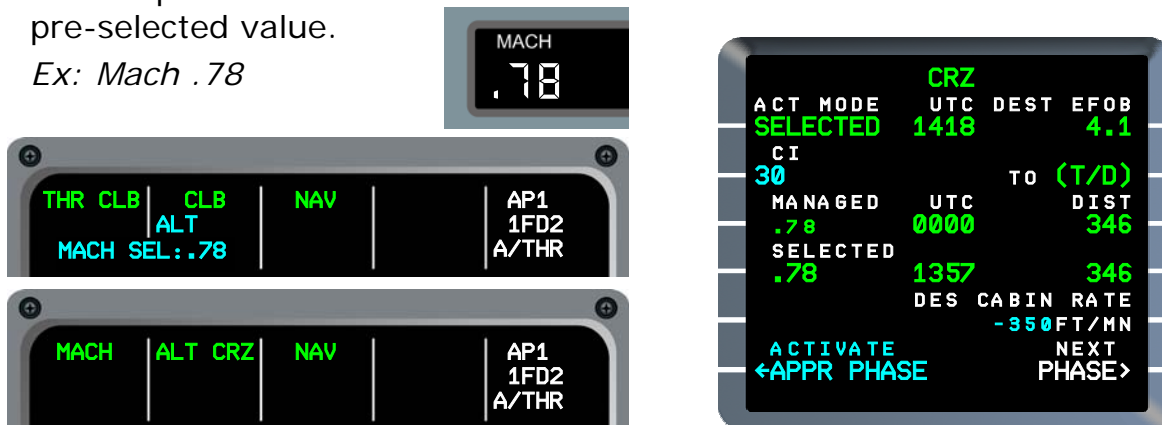 pre-selected value.
Ex: Mach .78
MACH
.78
THR CLB CLB NAV AP1
ALT 1FD2
MACH SEL:.78 A/THR
MACH ALT CRZ NAV AP1
1FD2
A/THR
CRZ
ACT MODE UTC DEST EFOB
SELECTED 1418 4.1
CI
30 TO (T/D)
MANAGED UTC DIST
.78 0000 346
SELECTED
.78 1357 346
DES CABIN RATE
-350FT/MN
ACTIVATE NEXT
←APPR PHASE PHASE>